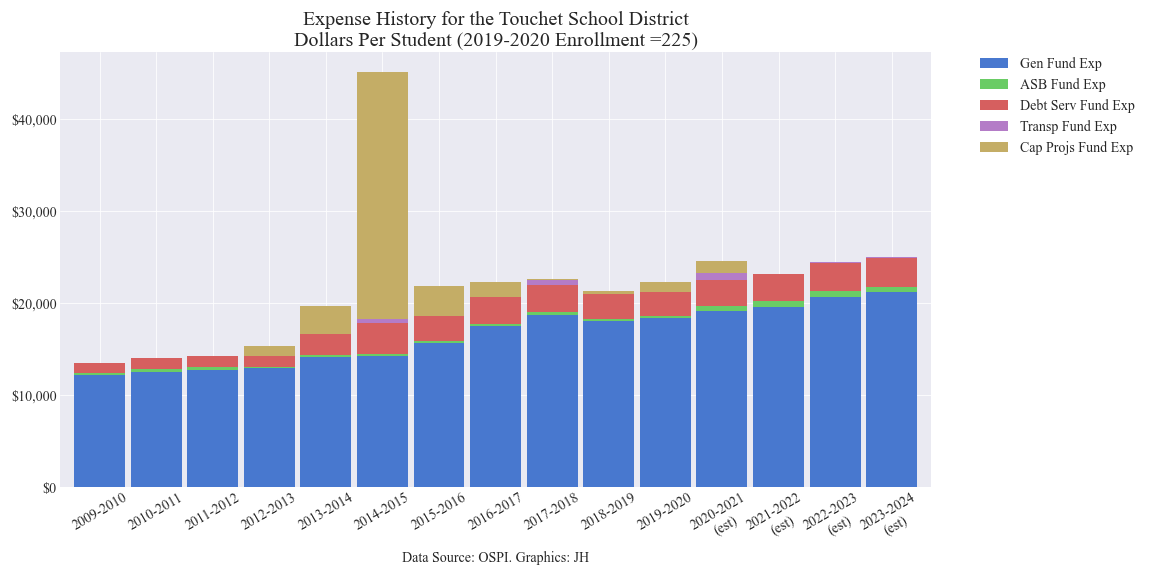 Expense History for the Touchet School District
Dollars Per Student (2019-2020 Enrollment =225)
Gen Fund Exp
ASB Fund Exp
Debt Serv Fund Exp
Transp Fund Exp
Cap Projs Fund Exp
$40,000
$30,000
$20,000
$10,000
$0
2009-2010
2010-2011
2011-2012
2012-2013
2013-2014
2014-2015
2015-2016
2016-2017
2017-2018
2018-2019
2019-2020
2020-2021
(est)
2021-2022
(est)
2022-2023
(est)
2023-2024
(est)
Data Source: OSPI. Graphics: JH